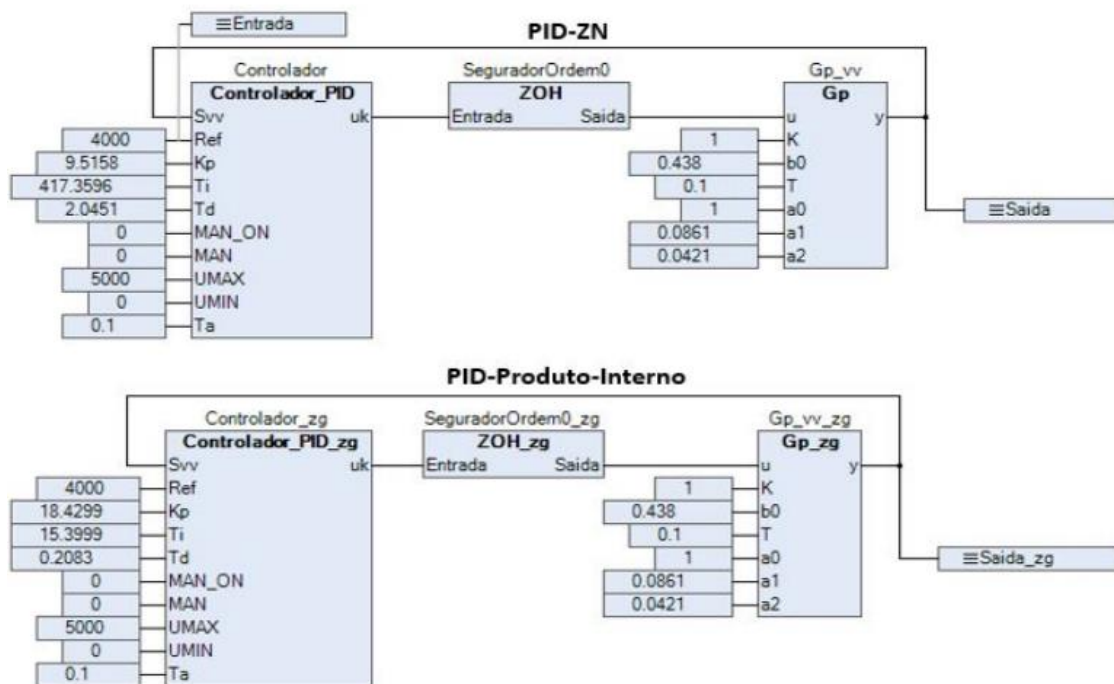 ≡Entrada
PID-ZN
Controlador SeguradorOrdem0 Gp_vv
Controlador_PID ZOH Gp
Svv uk Entrada Saida u y
4000 Ref 1 K
9.5158 Kp 0.438 b0
417.3596 Ti 0.1 T
2.0451 Td 1 a0 ≡Saida
0 MAN_ON 0.0861 a1
0 MAN 0.0421 a2
5000 UMAX
0 UMIN
0.1 Ta
PID-Produto-Interno
Controlador_zg SeguradorOrdem0_zg Gp_vv_zg
Controlador_PID_zg ZOH_zg Gp_zg
Svv uk Entrada Saida u y
4000 Ref 1 K
18.4299 Kp 0.438 b0
15.3999 Ti 0.1 T
0.2083 Td 1 a0 ≡Saida_zg
0 MAN_ON 0.0861 a1
0 MAN 0.0421 a2
5000 UMAX
0 UMIN
0.1 Ta